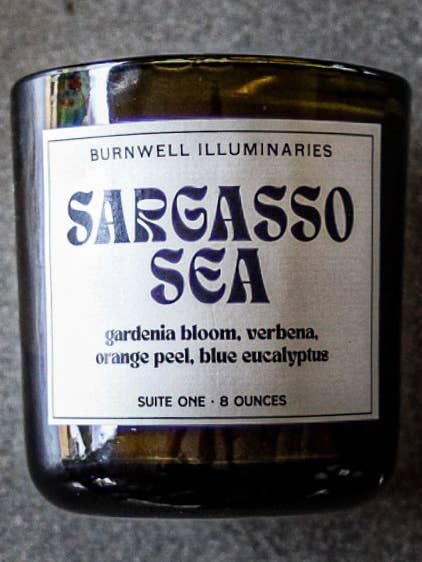 BURNWELL ILLUMINARIES
SARGASSO
SEA
gardenia bloom, verbena,
orange peel, blue eucalyptus
SUITE ONE · 8 OUNCES